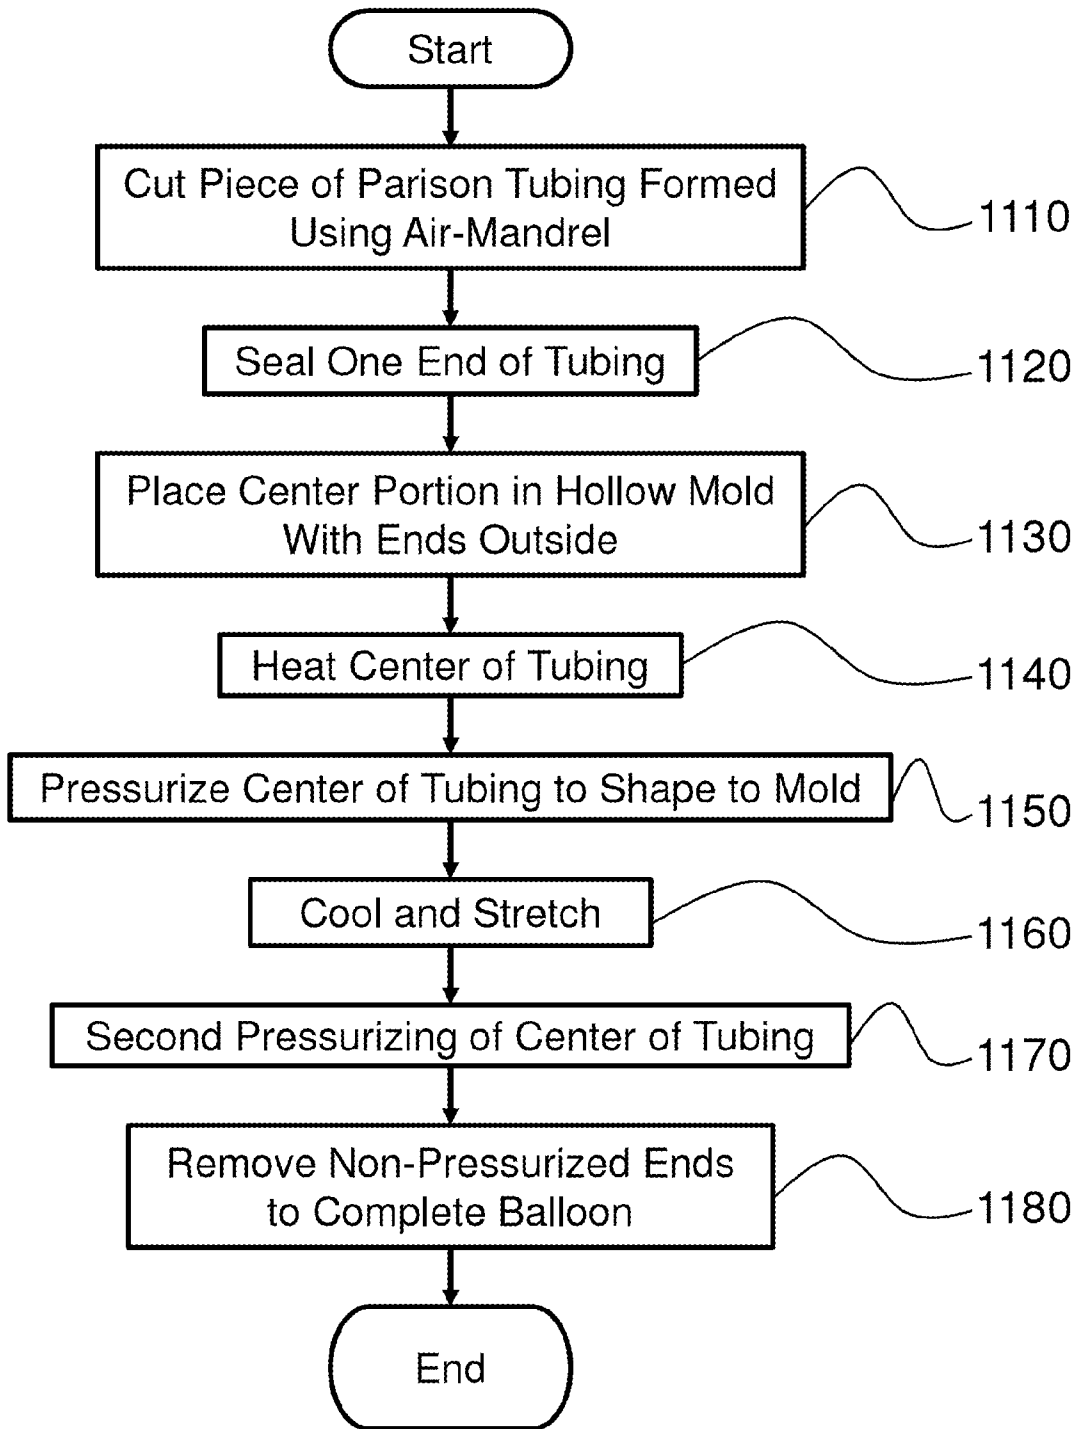 Start
Cut Piece of Parison Tubing Formed
Using Air-Mandrel
1110
Seal One End of Tubing
1120
Place Center Portion in Hollow Mold
With Ends Outside
1130
Heat Center of Tubing
1140
Pressurize Center of Tubing to Shape to Mold
1150
Cool and Stretch
1160
Second Pressurizing of Center of Tubing
1170
Remove Non-Pressurized Ends
to Complete Balloon
1180
End